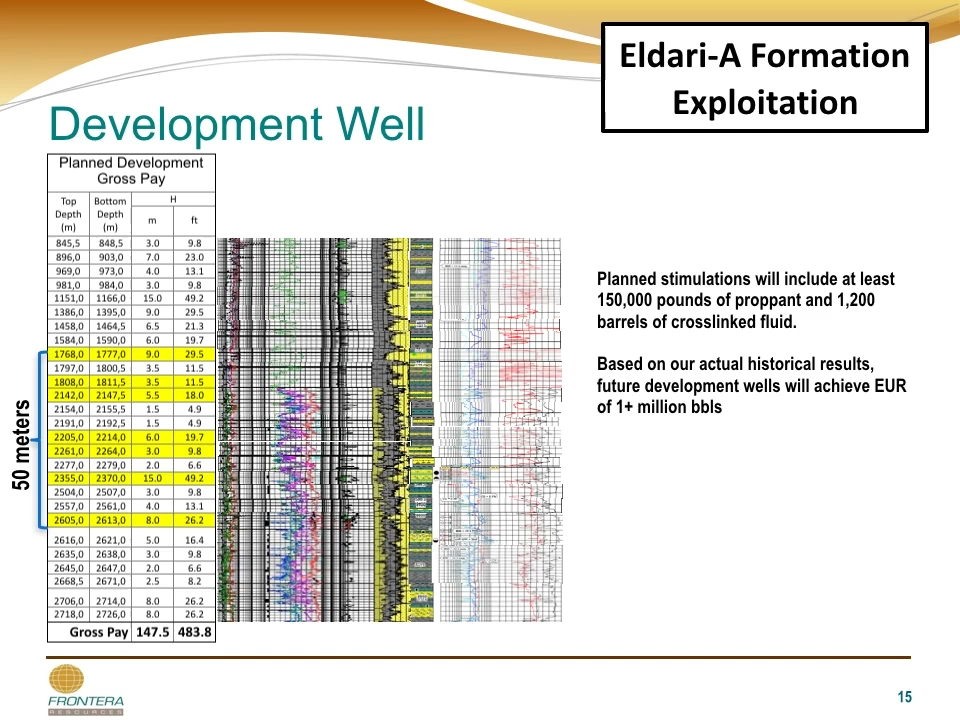 Eldari-A Formation
Exploitation
Development Well
Planned Development
Gross Pay
Top Depth (m) Bottom Depth (m) H
m ft
845,5 848,5 3.0 9.8
896,0 903,0 7.0 23.0
969,0 973,0 4.0 13.1
981,0 984,0 3.0 9.8
1151,0 1166,0 15.0 49.2
1386,0 1395,0 9.0 29.5
1458,0 1464,5 6.5 21.3
1584,0 1590,0 6.0 19.7
1768,0 1777,0 9.0 29.5
1797,0 1800,5 3.5 11.5
1808,0 1811,5 3.5 11.5
2142,0 2147,5 5.5 18.0
2154,0 2155,5 1.5 4.9
2191,0 2192,5 1.5 4.9
2205,0 2214,0 6.0 19.7
2261,0 2264,0 3.0 9.8
2277,0 2279,0 2.0 6.6
2355,0 2370,0 15.0 49.2
2504,0 2507,0 3.0 9.8
2557,0 2561,0 4.0 13.1
2605,0 2613,0 8.0 26.2
2616,0 2621,0 5.0 16.4
2635,0 2638,0 3.0 9.8
2645,0 2647,0 2.0 6.6
2668,5 2671,0 2.5 8.2
2706,0 2714,0 8.0 26.2
2718,0 2726,0 8.0 26.2
Gross Pay 147.5 483.8
50 meters
Planned stimulations will include at least
150,000 pounds of proppant and 1,200
barrels of crosslinked fluid.
Based on our actual historical results,
future development wells will achieve EUR
of 1+ million bbls
FRONTERA
RESOURCES
15